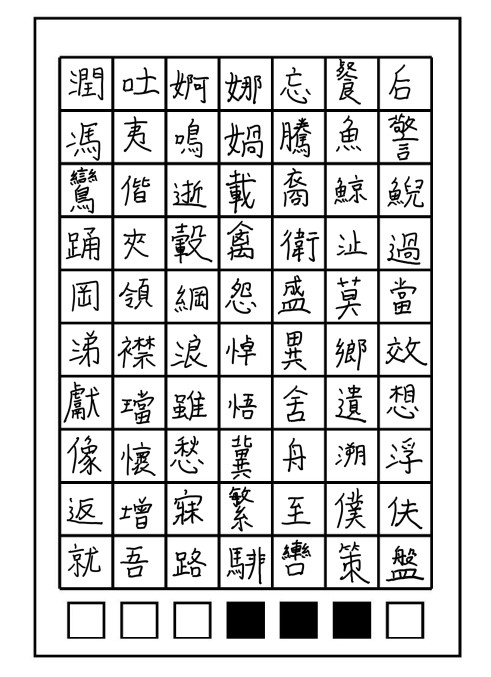 潤吐婀娜忘餐后
馮夷鳴媧騰魚警
鸞偕逝載裔鯨鯢
踊夾轂禽衛沚過
岡領綱怨盛莫當
涕襟浪悼異鄉效
獻璫雖悟舍遺想
像懷愁冀舟溯浮
返增寐繁至僕伕
就吾路騑轡策盤